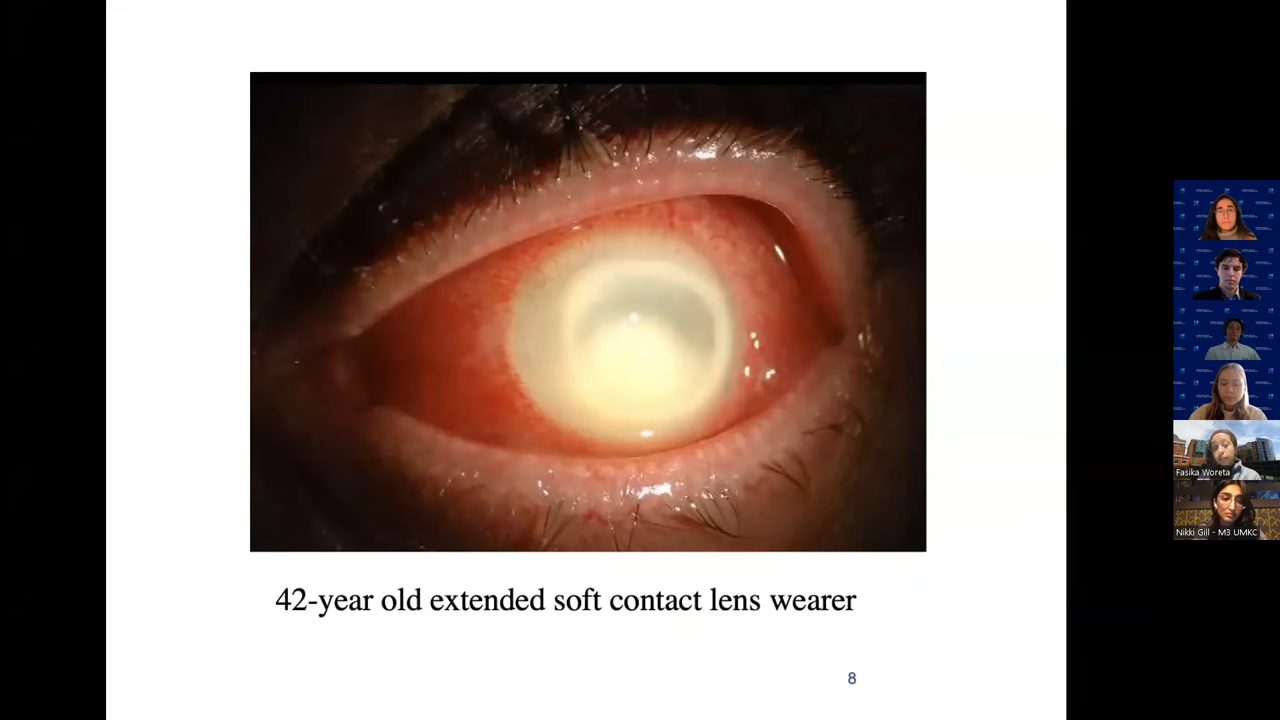 42-year old extended soft contact lens wearer
8
Fasika Woreta
Nikki Gill - M3 UMKC